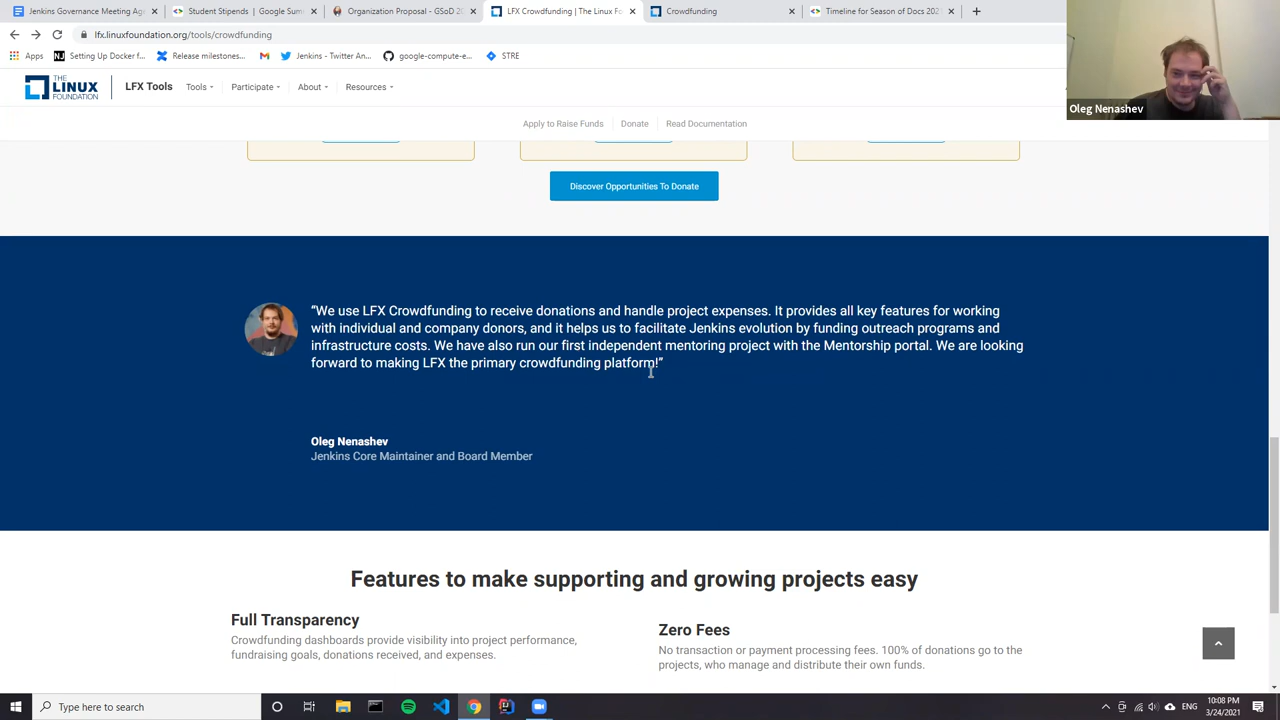 Jenkins Governance Meeting Age
Student Stipends | Google Summ
Organization Proposal - GSoD 20
LFX Crowdfunding | The Linux Fo
Crowdfunding
Timeline for Season of Docs 2021
lfx.linuxfoundation.org/tools/crowdfunding
Apps
Setting Up Docker f...
Release milestones...
Jenkins - Twitter An...
google-compute-e...
STRE
Oleg Nenashev
THE LINUX FOUNDATION
LFX Tools
Tools
Participate
About
Resources
Apply to Raise Funds
Donate
Read Documentation
Discover Opportunities To Donate
“We use LFX Crowdfunding to receive donations and handle project expenses. It provides all key features for working
with individual and company donors, and it helps us to facilitate Jenkins evolution by funding outreach programs and
infrastructure costs. We have also run our first independent mentoring project with the Mentorship portal. We are looking
forward to making LFX the primary crowdfunding platform!”
Oleg Nenashev
Jenkins Core Maintainer and Board Member
Features to make supporting and growing projects easy
Full Transparency
Crowdfunding dashboards provide visibility into project performance,
fundraising goals, donations received, and expenses.
Zero Fees
No transaction or payment processing fees. 100% of donations go to the
projects, who manage and distribute their own funds.
Type here to search
ENG
10:08 PM
3/24/2021